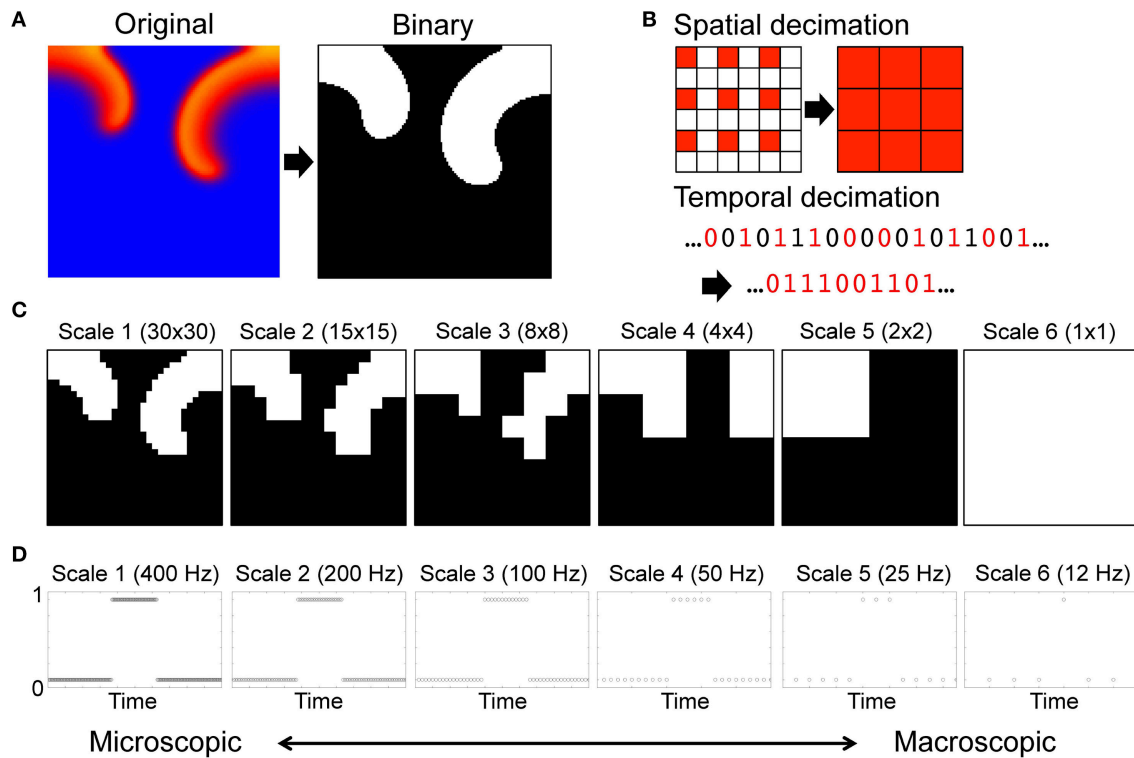 A
Original
Binary
B
Spatial decimation
Temporal decimation
...0010111000001011001...
...0111001101...
C
Scale 1 (30x30)
Scale 2 (15x15)
Scale 3 (8x8)
Scale 4 (4x4)
Scale 5 (2x2)
Scale 6 (1x1)
D
Scale 1 (400 Hz)
Scale 2 (200 Hz)
Scale 3 (100 Hz)
Scale 4 (50 Hz)
Scale 5 (25 Hz)
Scale 6 (12 Hz)
1
0
Time
Time
Time
Time
Time
Time
Microscopic
Macroscopic